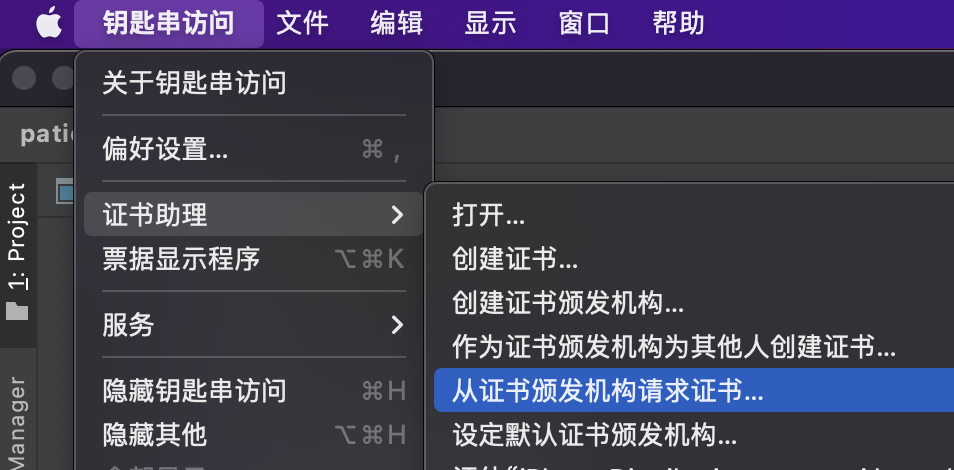 钥匙串访问 文件 编辑 显示 窗口 帮助
关于钥匙串访问
偏好设置... ⌘ ,
证书助理
票据显示程序 ⌥⌘K
服务
隐藏钥匙串访问 ⌘H
隐藏其他 ⌥⌘H
打开...
创建证书...
创建证书颁发机构...
作为证书颁发机构为其他人创建证书...
从证书颁发机构请求证书...
设定默认证书颁发机构...
1: Project
Manager